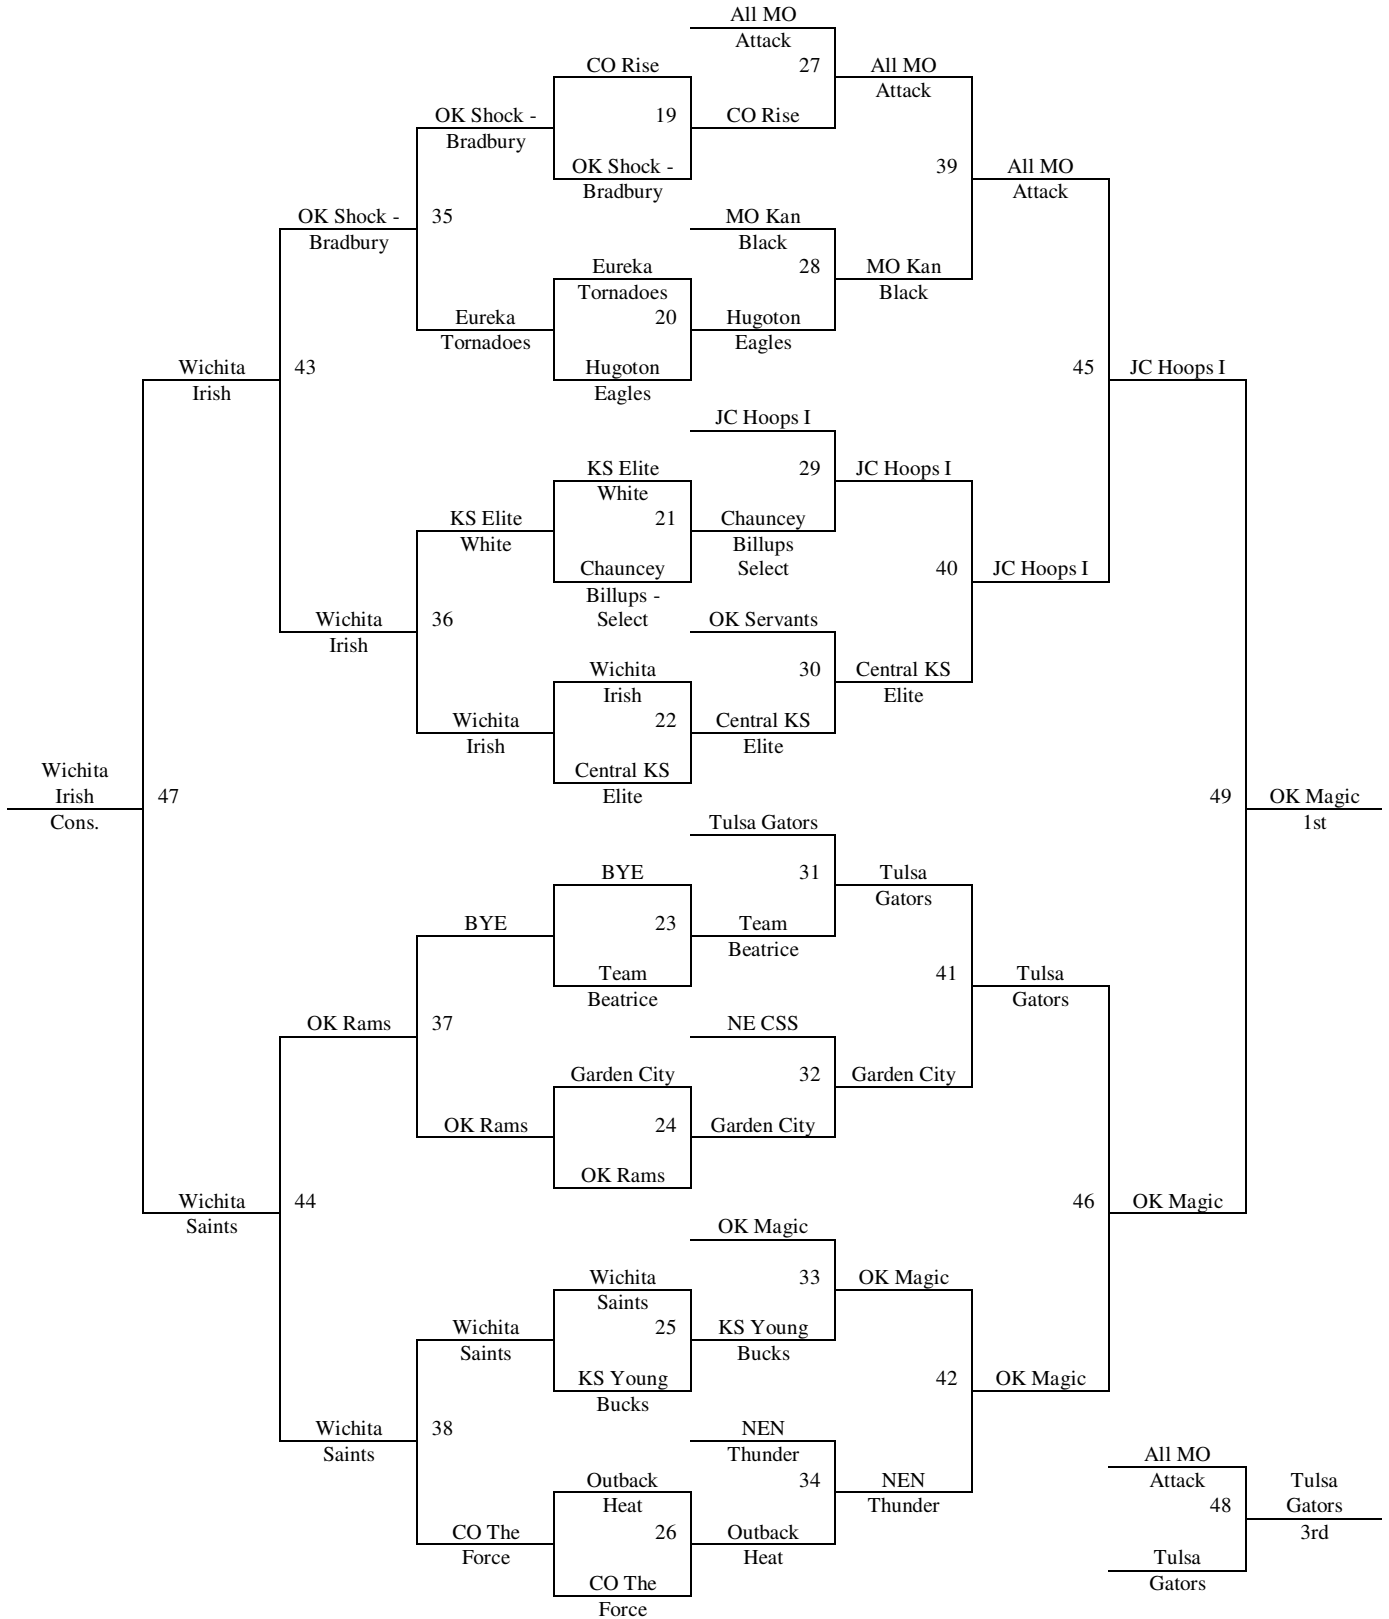 All MO
Attack
27
CO Rise
All MO
Attack
OK Shock -
Bradbury
19
CO Rise
OK Shock -
Bradbury
39
All MO
Attack
OK Shock -
Bradbury
35
MO Kan
Black
Eureka
Tornadoes
28
MO Kan
Black
Eureka
Tornadoes
20
Hugoton
Eagles
Wichita
Irish
43
Hugoton
Eagles
45
JC Hoops I
JC Hoops I
KS Elite
White
29
JC Hoops I
KS Elite
White
21
Chauncey
Billups
Select
Chauncey
Billups -
Select
40
JC Hoops I
Wichita
Irish
36
OK Servants
Wichita
Irish
30
Central KS
Elite
Wichita
Irish
22
Central KS
Elite
Central KS
Elite
Wichita
Irish
Cons.
47
49
OK Magic
1st
Tulsa Gators
BYE
31
Tulsa
Gators
BYE
23
Team
Beatrice
Team
Beatrice
41
Tulsa
Gators
OK Rams
37
NE CSS
Garden City
32
Garden City
OK Rams
24
Garden City
OK Rams
Wichita
Saints
44
46
OK Magic
OK Magic
Wichita
Saints
33
OK Magic
Wichita
Saints
25
KS Young
Bucks
KS Young
Bucks
42
OK Magic
Wichita
Saints
38
NEN
Thunder
Outback
Heat
34
NEN
Thunder
CO The
Force
26
Outback
Heat
CO The
Force
All MO
Attack
48
Tulsa
Gators
3rd
Tulsa
Gators